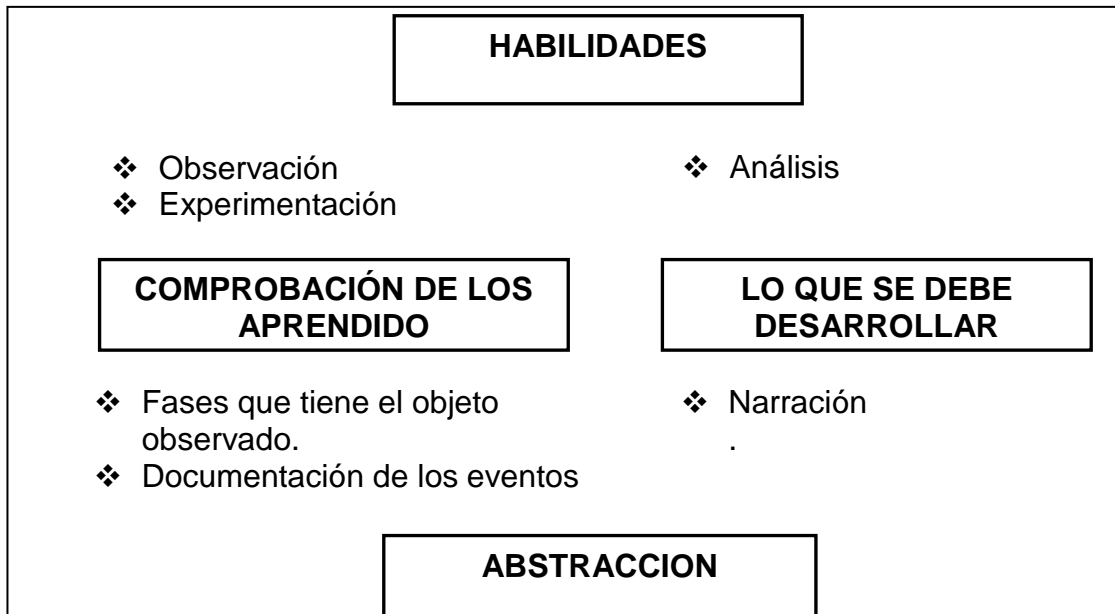 HABILIDADES
❖ Observación
❖ Experimentación
❖ Análisis
COMPROBACIÓN DE LOS
APRENDIDO
LO QUE SE DEBE
DESARROLLAR
❖ Fases que tiene el objeto
observado.
❖ Documentación de los eventos
❖ Narración
.
ABSTRACCION